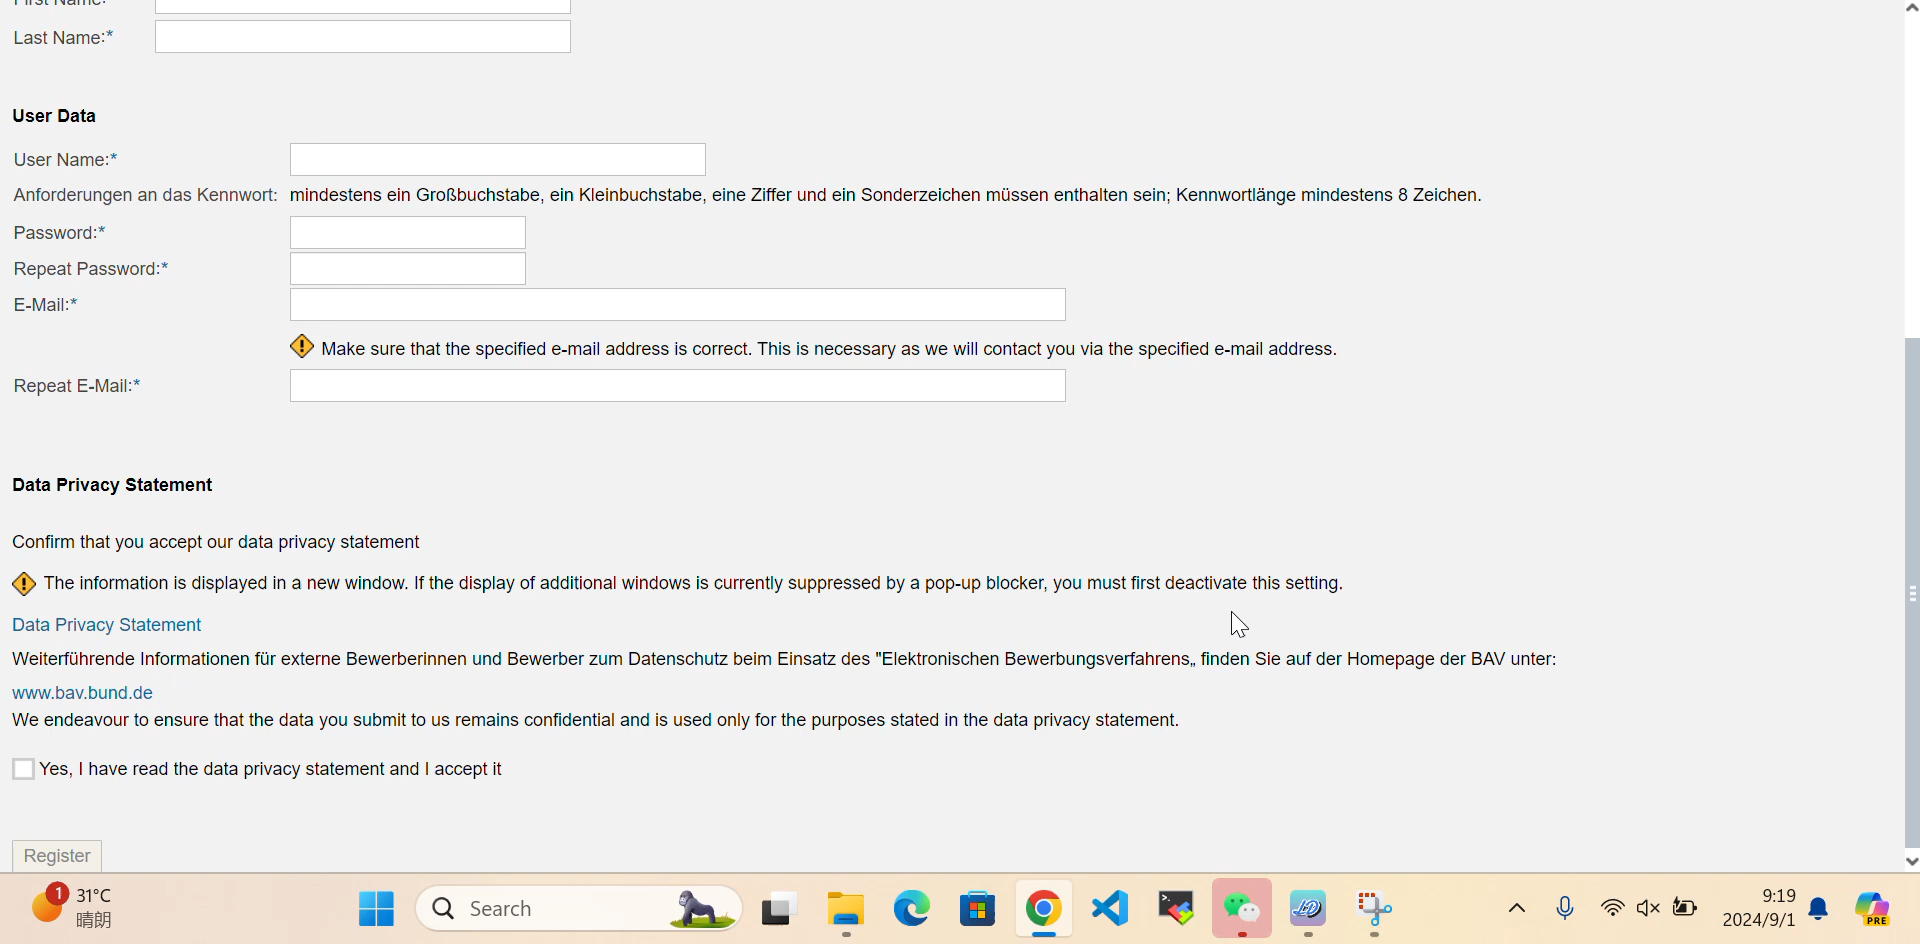 First Name:
Last Name:*
User Data
User Name:*
Anforderungen an das Kennwort: mindestens ein Großbuchstabe, ein Kleinbuchstabe, eine Ziffer und ein Sonderzeichen müssen enthalten sein; Kennwortlänge mindestens 8 Zeichen.
Password:*
Repeat Password:*
E-Mail:*
Make sure that the specified e-mail address is correct. This is necessary as we will contact you via the specified e-mail address.
Repeat E-Mail:*
Data Privacy Statement
Confirm that you accept our data privacy statement
The information is displayed in a new window. If the display of additional windows is currently suppressed by a pop-up blocker, you must first deactivate this setting.
Data Privacy Statement
Weiterführende Informationen für externe Bewerberinnen und Bewerber zum Datenschutz beim Einsatz des "Elektronischen Bewerbungsverfahrens„ finden Sie auf der Homepage der BAV unter:
www.bav.bund.de
We endeavour to ensure that the data you submit to us remains confidential and is used only for the purposes stated in the data privacy statement.
Yes, I have read the data privacy statement and I accept it
Register
1
31°C
晴朗
Search
9:19
2024/9/1
PRE